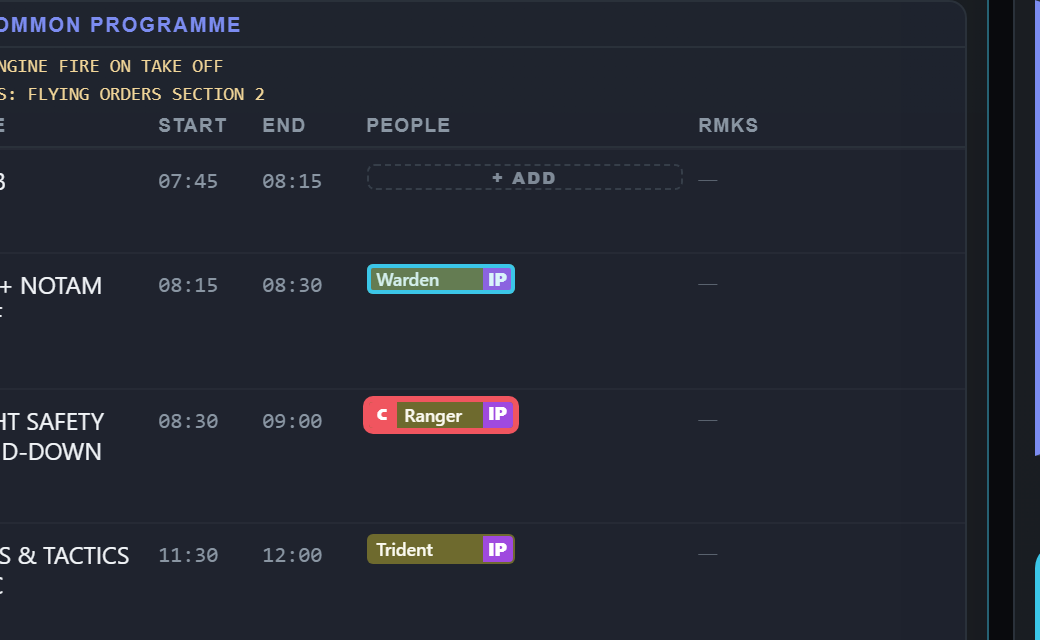 OMMON PROGRAMME
NGINE FIRE ON TAKE OFF
S: FLYING ORDERS SECTION 2
E START END PEOPLE RMKS
07:45 08:15 + ADD —
+ NOTAM 08:15 08:30 Warden IP —
HT SAFETY 08:30 09:00 C Ranger IP —
D-DOWN
S & TACTICS 11:30 12:00 Trident IP —